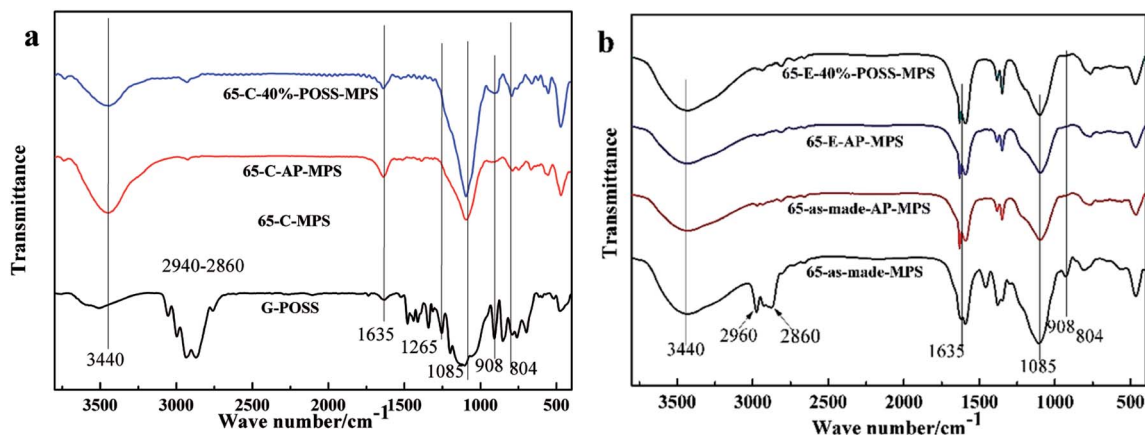 a
Transmittance
65-C-40%-POSS-MPS
65-C-AP-MPS
65-C-MPS
2940-2860
G-POSS
3440
1635
1265
1085
908
804
3500 3000 2500 2000 1500 1000 500
Wave number/cm-1
b
Transmittance
65-E-40%-POSS-MPS
65-E-AP-MPS
65-as-made-AP-MPS
65-as-made-MPS
3440
2960
2860
1635
1085
908
804
3500 3000 2500 2000 1500 1000 500
Wave number/cm-1